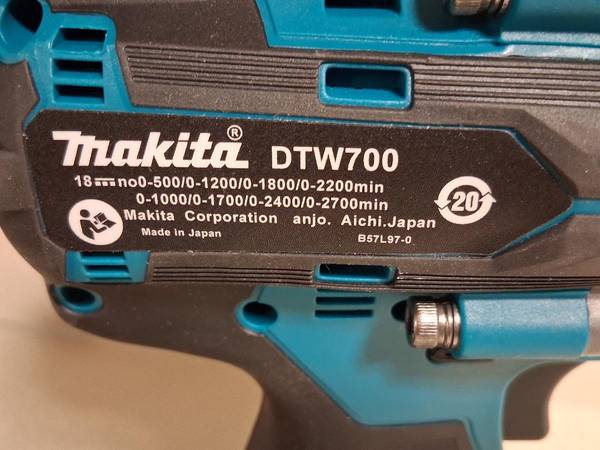 makita® DTW700
18⎓no0-500/0-1200/0-1800/0-2200min
0-1000/0-1700/0-2400/0-2700min
Makita Corporation anjo. Aichi.Japan
Made in Japan
B57L97-0
20